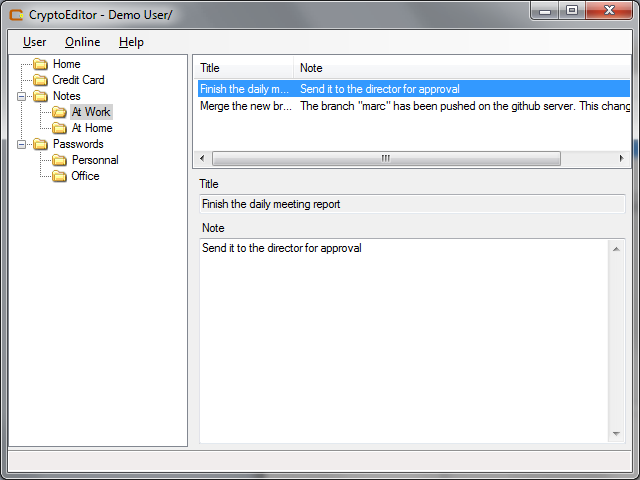 CryptoEditor - Demo User/
User Online Help
Home
Credit Card
Notes
At Work
At Home
Passwords
Personnal
Office
Title Note
Finish the daily m... Send it to the director for approval
Merge the new br... The branch "marc" has been pushed on the github server. This chang
Title
Finish the daily meeting report
Note
Send it to the director for approval